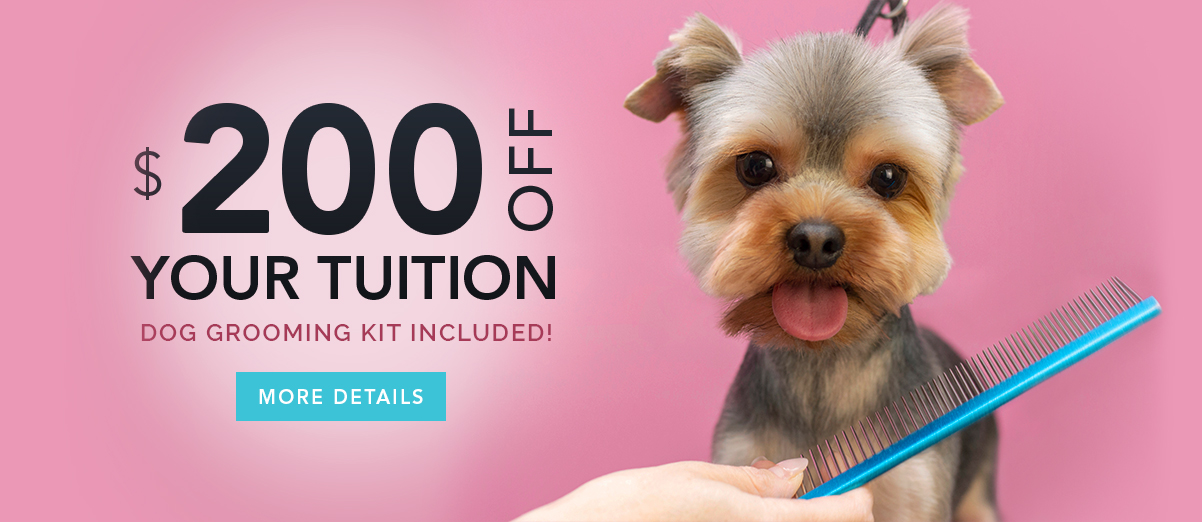 $200 OFF
YOUR TUITION
DOG GROOMING KIT INCLUDED!
MORE DETAILS